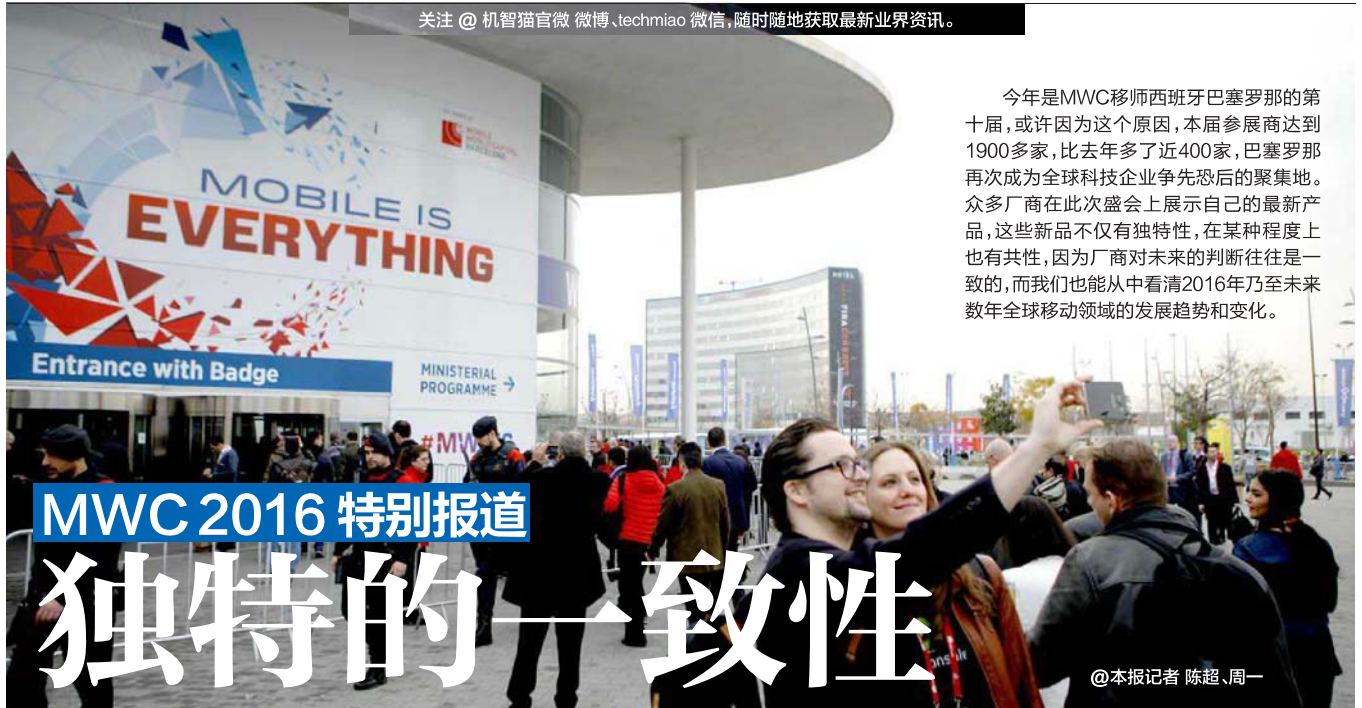 关注 @ 机智猫官微 微博、techmiao 微信,随时随地获取最新业界资讯。
MOBILE IS
EVERYTHING
Entrance with Badge
MINISTERIAL
PROGRAMME →
今年是MWC移师西班牙巴塞罗那的第
十届,或许因为这个原因,本届参展商达到
1900多家,比去年多了近400家,巴塞罗那
再次成为全球科技企业争先恐后的聚集地。
众多厂商在此次盛会上展示自己的最新产
品,这些新品不仅有独特性,在某种程度上
也有共性,因为厂商对未来的判断往往是一
致的,而我们也能从中看清2016年乃至未来
数年全球移动领域的发展趋势和变化。
HOTEL
MWC 2016 特别报道
独特的一致性
@本报记者 陈超、周一